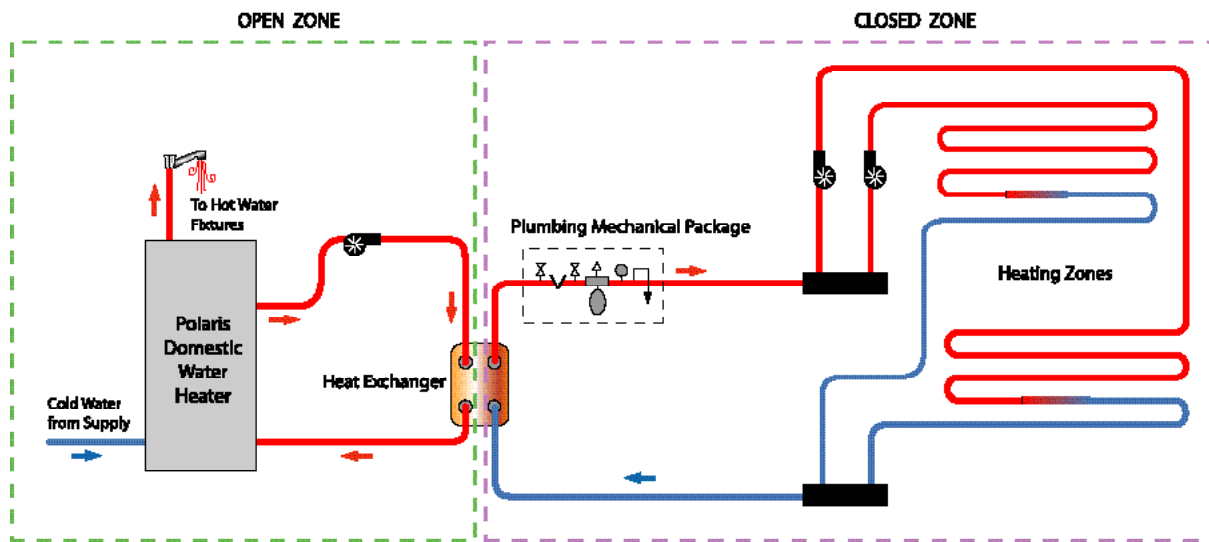 OPEN ZONE
CLOSED ZONE
To Hot Water
Fixtures
Plumbing Mechanical Package
Heating Zones
Polaris
Domestic
Water
Heater
Heat Exchanger
Cold Water
from Supply